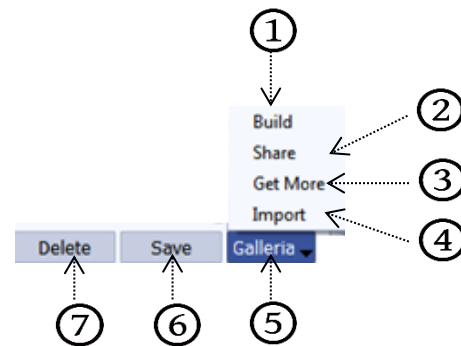 1
Build
2
Share
3
Get More
Import
4
Delete Save Galleria
7 6 5